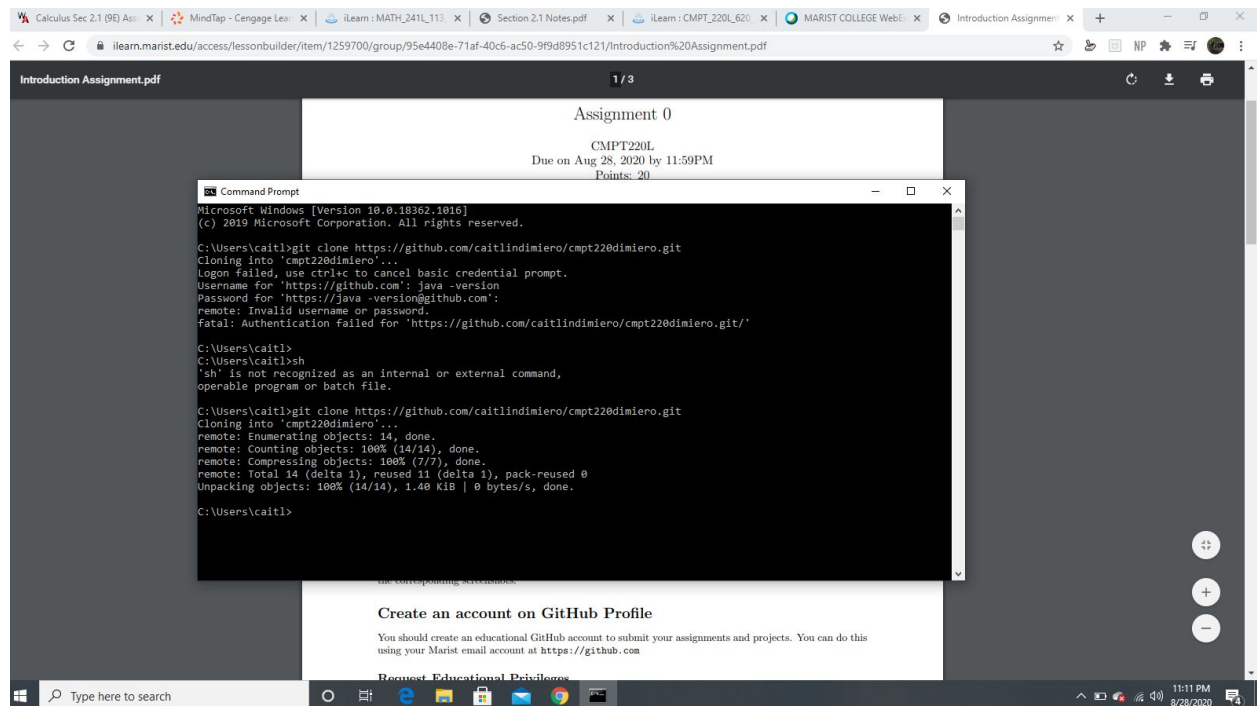 Calculus Sec 2.1 (9E) Ass
MindTap - Cengage Lear
iLearn : MATH_241L_113_
Section 2.1 Notes.pdf
iLearn : CMPT_220L_620_
MARIST COLLEGE WebE
Introduction Assignmen
ilearn.marist.edu/access/lessonbuilder/item/1259700/group/95e4408e-71af-40c6-ac50-9f9d8951c121/Introduction%20Assignment.pdf
NP
Introduction Assignment.pdf
1 / 3
Assignment 0
CMPT220L
Due on Aug 28, 2020 by 11:59PM
Points: 20
Command Prompt
Microsoft Windows [Version 10.0.18362.1016]
(c) 2019 Microsoft Corporation. All rights reserved.
C:\Users\caitl>git clone https://github.com/caitlindimiero/cmpt220dimiero.git
Cloning into 'cmpt220dimiero'...
Logon failed, use ctrl+c to cancel basic credential prompt.
Username for 'https://github.com': java -version
Password for 'https://java -version@github.com':
remote: Invalid username or password.
fatal: Authentication failed for 'https://github.com/caitlindimiero/cmpt220dimiero.git/'
C:\Users\caitl>
C:\Users\caitl>sh
'sh' is not recognized as an internal or external command,
operable program or batch file.
C:\Users\caitl>git clone https://github.com/caitlindimiero/cmpt220dimiero.git
Cloning into 'cmpt220dimiero'...
remote: Enumerating objects: 14, done.
remote: Counting objects: 100% (14/14), done.
remote: Compressing objects: 100% (7/7), done.
remote: Total 14 (delta 1), reused 11 (delta 1), pack-reused 0
Unpacking objects: 100% (14/14), 1.40 KiB | 0 bytes/s, done.
C:\Users\caitl>
the corresponding screenshots.
Create an account on GitHub Profile
You should create an educational GitHub account to submit your assignments and projects. You can do this
using your Marist email account at https://github.com
Request Educational Privileges
Type here to search
11:11 PM
8/28/2020
4